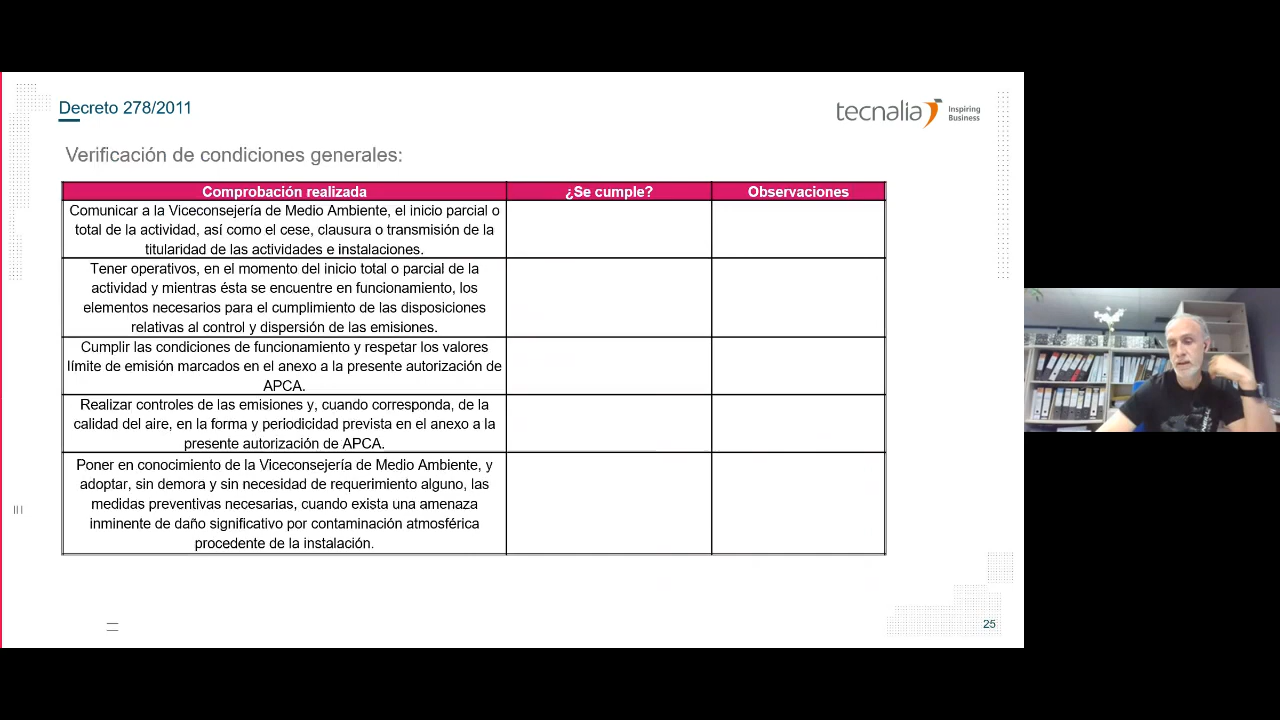 Decreto 278/2011
tecnalia
Inspiring
Business
Verificación de condiciones generales:
Comprobación realizada
¿Se cumple?
Observaciones
Comunicar a la Viceconsejería de Medio Ambiente, el inicio parcial o
total de la actividad, así como el cese, clausura o transmisión de la
titularidad de las actividades e instalaciones.
Tener operativos, en el momento del inicio total o parcial de la
actividad y mientras ésta se encuentre en funcionamiento, los
elementos necesarios para el cumplimiento de las disposiciones
relativas al control y dispersión de las emisiones.
Cumplir las condiciones de funcionamiento y respetar los valores
límite de emisión marcados en el anexo a la presente autorización de
APCA.
Realizar controles de las emisiones y, cuando corresponda, de la
calidad del aire, en la forma y periodicidad prevista en el anexo a la
presente autorización de APCA.
Poner en conocimiento de la Viceconsejería de Medio Ambiente, y
adoptar, sin demora y sin necesidad de requerimiento alguno, las
medidas preventivas necesarias, cuando exista una amenaza
inminente de daño significativo por contaminación atmosférica
procedente de la instalación.
25